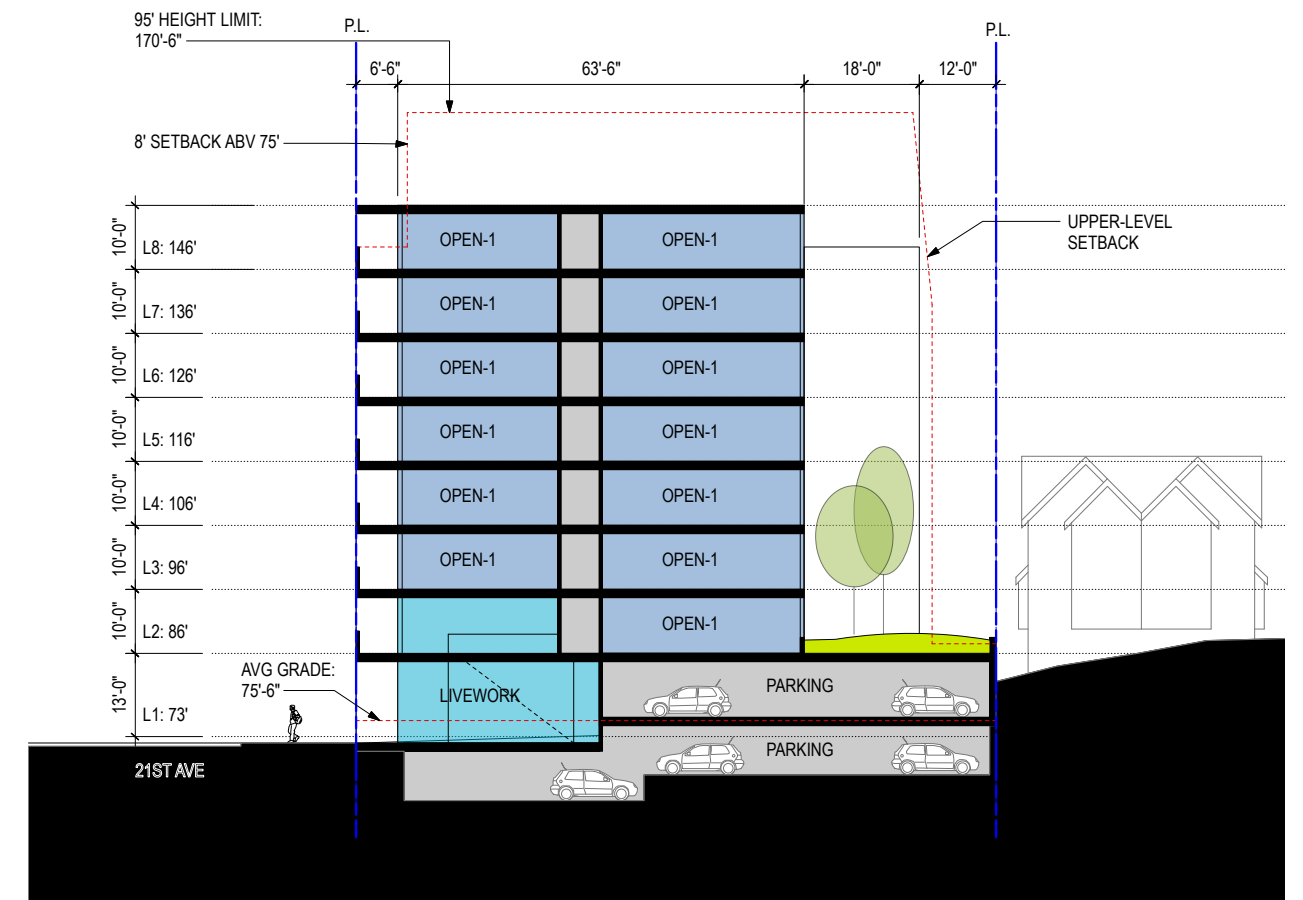 95' HEIGHT LIMIT:
170'-6"
P.L.
P.L.
6'-6"
63'-6"
18'-0"
12'-0"
8' SETBACK ABV 75'
UPPER-LEVEL
SETBACK
10'-0"
L8: 146'
OPEN-1
OPEN-1
10'-0"
L7: 136'
OPEN-1
OPEN-1
10'-0"
L6: 126'
OPEN-1
OPEN-1
10'-0"
L5: 116'
OPEN-1
OPEN-1
10'-0"
L4: 106'
OPEN-1
OPEN-1
10'-0"
L3: 96'
OPEN-1
OPEN-1
10'-0"
L2: 86'
OPEN-1
AVG GRADE:
75'-6"
13'-0"
L1: 73'
LIVEWORK
PARKING
PARKING
21ST AVE